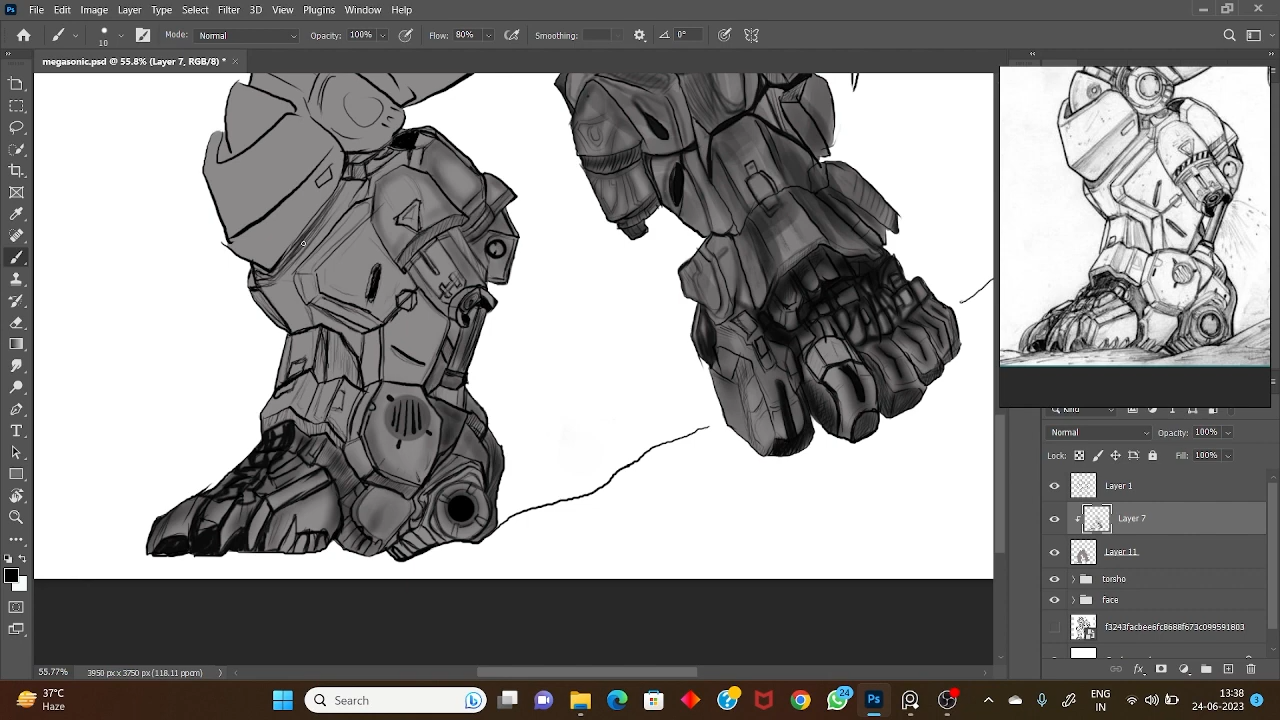 File Edit Image Layer Type Select Filter 3D View Plugins Window Help
10 Mode: Normal Opacity: 100% Flow: 80% Smoothing: 0°
megasonic.psd @ 55.8% (Layer 7, RGB/8) *
Normal Opacity: 100%
Lock: Fill: 100%
Layer 1
Layer 7
Layer 11
torsho
face
f3243facbee6fc8688f673c099591803
55.77% 3950 px x 3750 px (118.11 ppcm)
37°C
Haze
Search
24
ENG
IN
13:38
24-06-2023
3